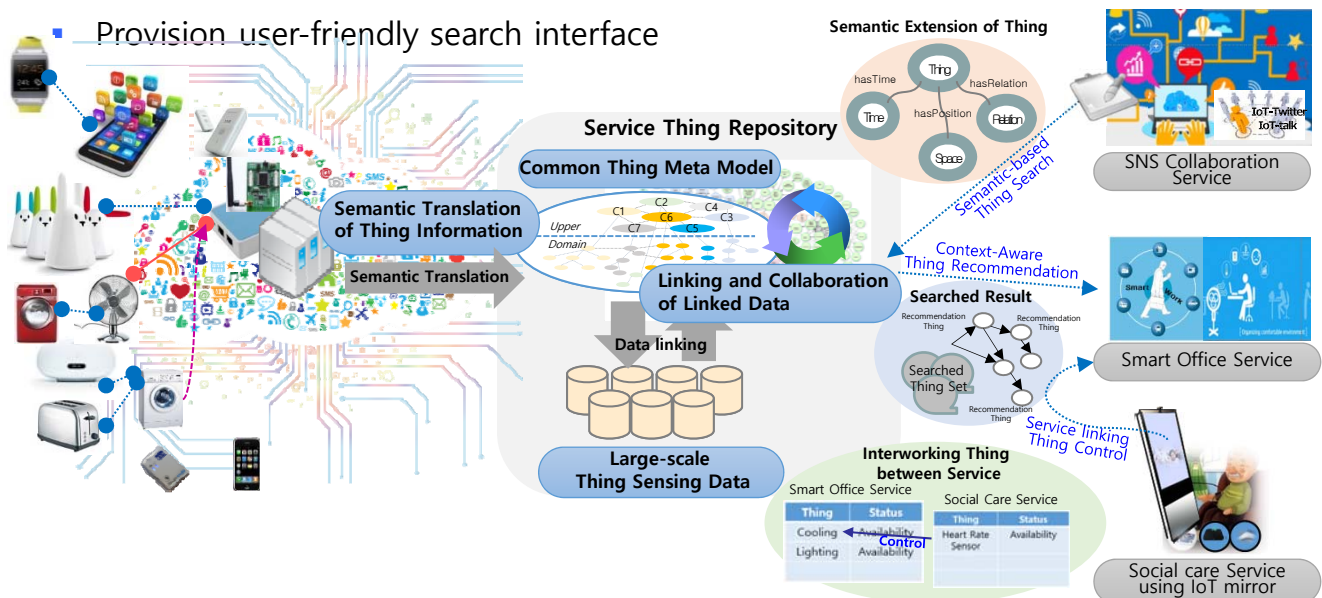 Provision user-friendly search interface
Semantic Extension of Thing
Thing
hasTime
hasRelation
Time
hasPosition
Relation
Space
IoT-Twitter
IoT-talk
SNS Collaboration
Service
Semantic-based
Thing Search
Service Thing Repository
Common Thing Meta Model
Semantic Translation
of Thing Information
Semantic Translation
C1
C2
C4
C3
C6
C7
C5
Upper
Domain
Linking and Collaboration
of Linked Data
Data linking
Large-scale
Thing Sensing Data
Context-Aware
Thing Recommendation
Smart
Work
Smart Office Service
Searched Result
Recommendation
Thing
Recommendation
Thing
Searched
Thing Set
Recommendation
Thing
Service linking
Thing Control
Interworking Thing
between Service
Smart Office Service
Thing Status
Cooling Availability
Lighting Availability
Control
Social Care Service
Thing Status
Heart Rate Availability
Sensor
Social care Service
using IoT mirror
SMS
SMS